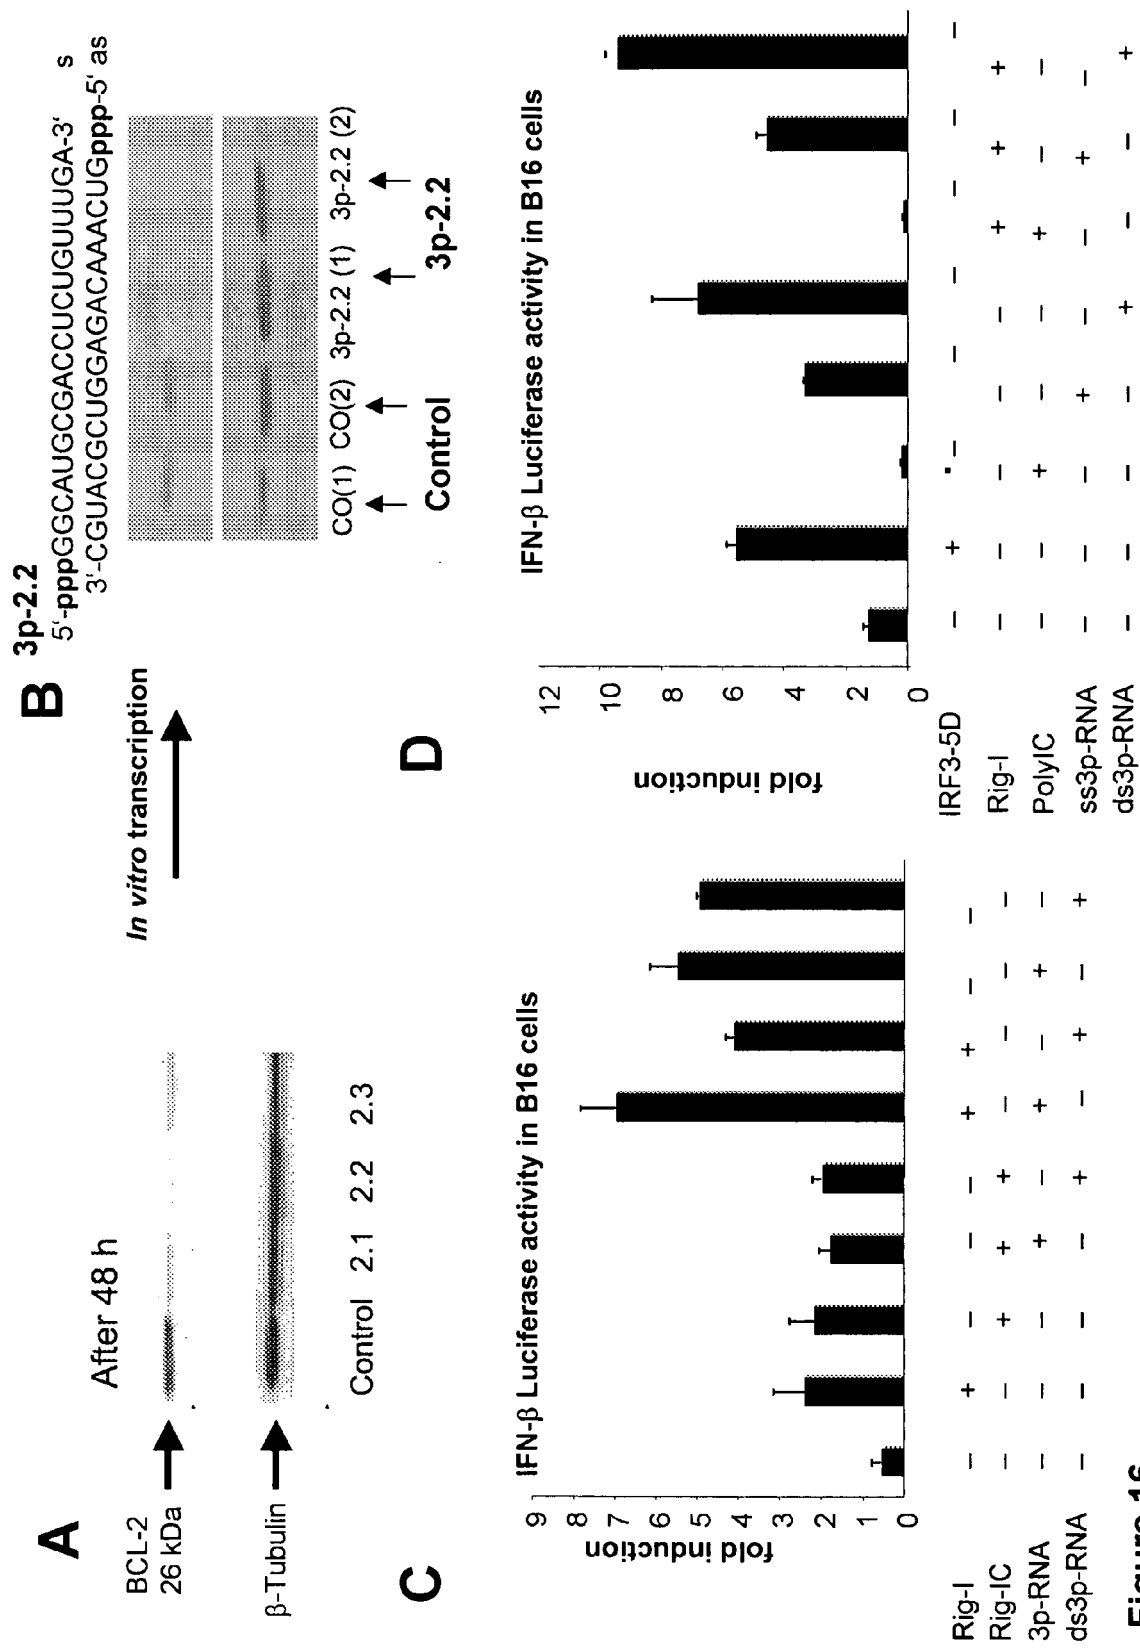 A
After 48 h
BCL-2
26 kDa
β-Tubulin
Control 2.1 2.2 2.3
In vitro transcription
B
3p-2.2
5‘-pppGGCAUGCGACCUCUGUUUGA-3‘ s
3‘-CGUACGCUGGAGACAAACUGppp-5‘ as
CO(1) CO(2) 3p-2.2 (1) 3p-2.2 (2)
Control 3p-2.2
C
IFN-β Luciferase activity in B16 cells
fold induction
9
8
7
6
5
4
3
2
1
0
Rig-I − + − − − + + − −
Rig-IC − − + + + − − − −
3p-RNA − − − + − + − + −
ds3p-RNA − − − − + − + − +
D
IFN-β Luciferase activity in B16 cells
fold induction
12
10
8
6
4
2
0
IRF3-5D − + − − − − − −
Rig-I − − − − − + + +
PolyIC − − + − − + − −
ss3p-RNA − − − + − − + −
ds3p-RNA − − − − + − − +
Figure 16